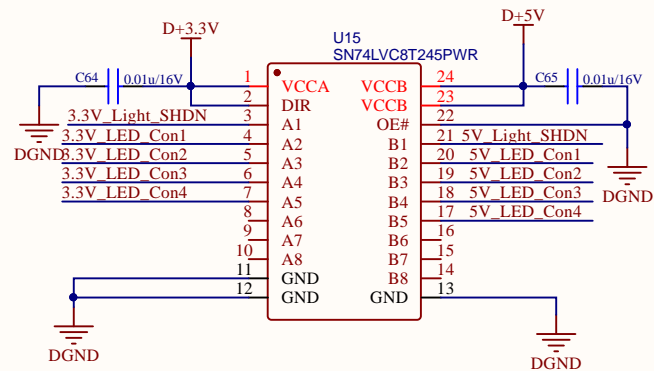 D+3.3V
D+5V
U15
SN74LVC8T245PWR
C64 0.01u/16V
C65 0.01u/16V
1 VCCA VCCB 24
2 DIR VCCB 23
3.3V_Light_SHDN 3 A1 OE# 22
3.3V_LED_Con1 4 A2 B1 21 5V_Light_SHDN
3.3V_LED_Con2 5 A3 B2 20 5V_LED_Con1
3.3V_LED_Con3 6 A4 B3 19 5V_LED_Con2
3.3V_LED_Con4 7 A5 B4 18 5V_LED_Con3
8 A6 B5 17 5V_LED_Con4
9 A7 B6 16
10 A8 B7 15
11 GND B8 14
12 GND GND 13
DGND
DGND
DGND
DGND